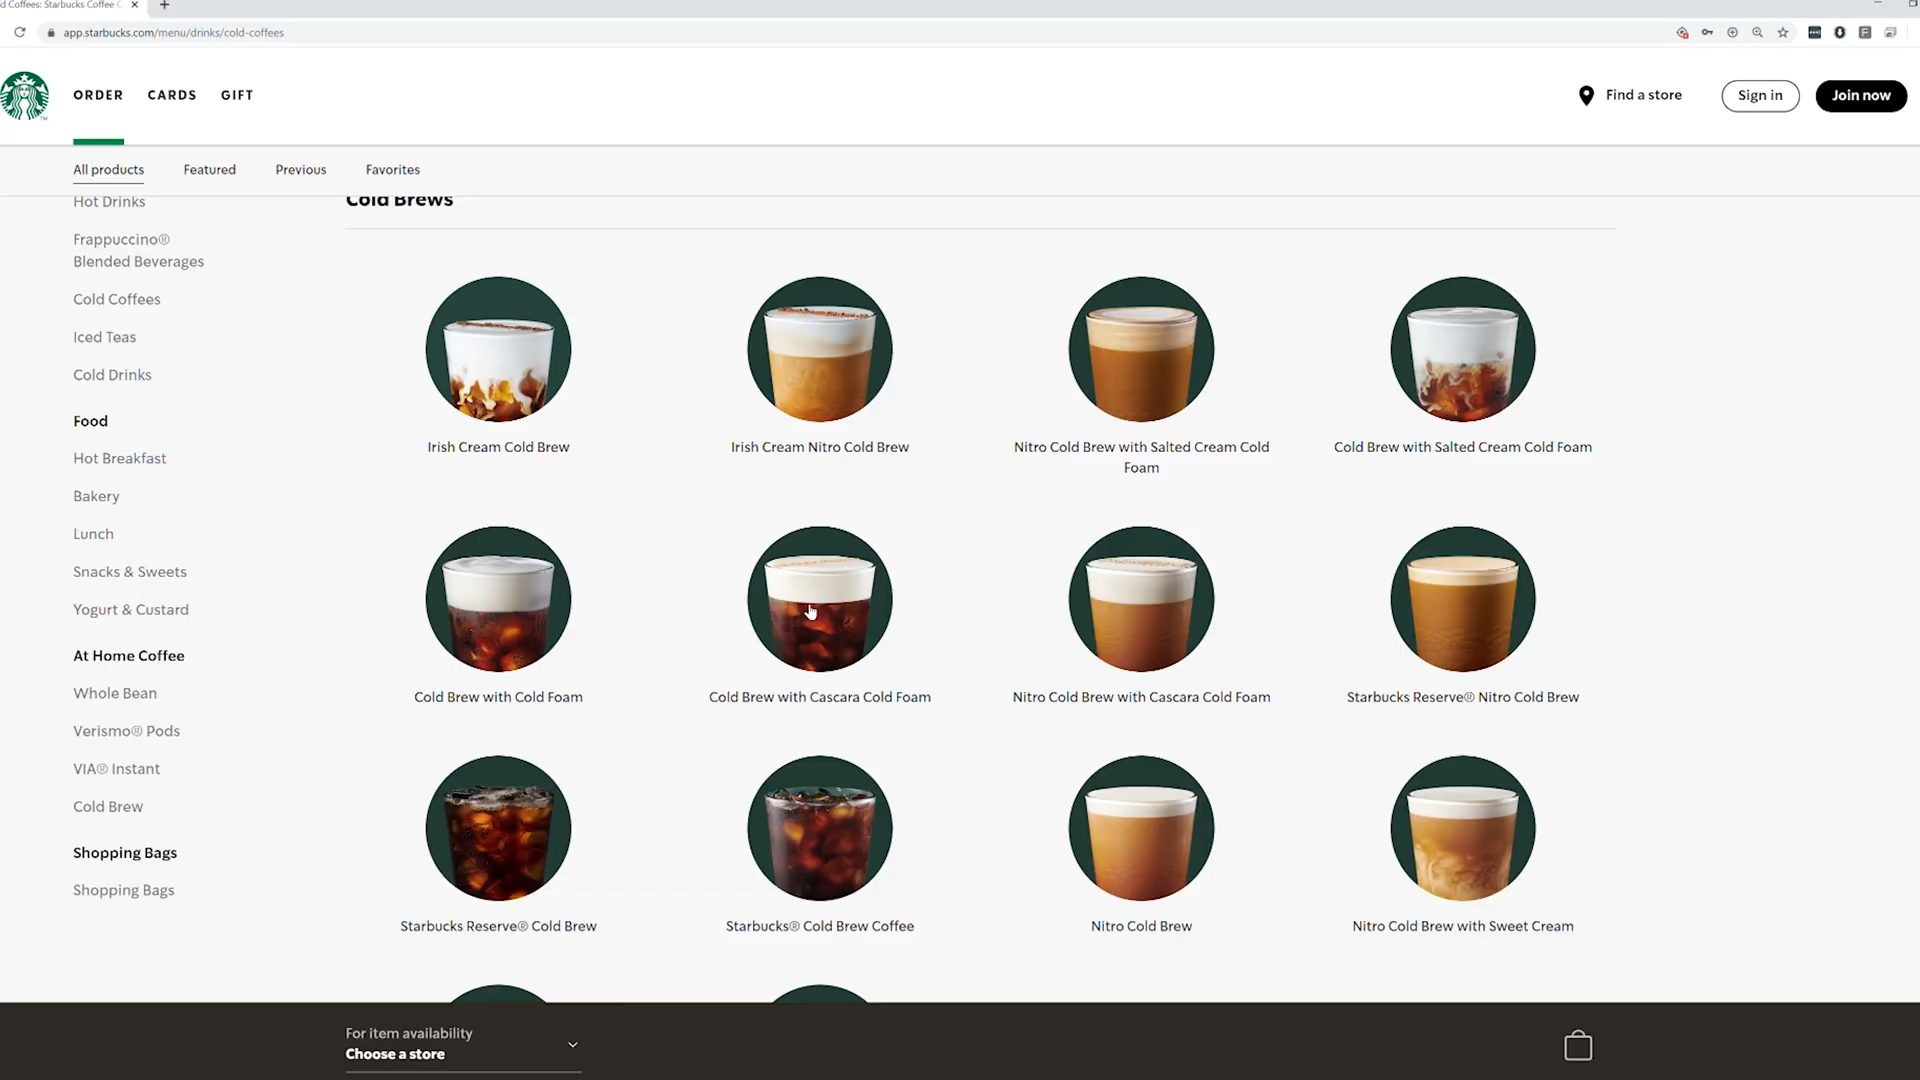 d Coffees: Starbucks Coffee C
app.starbucks.com/menu/drinks/cold-coffees
ORDER CARDS GIFT
Find a store
Sign in
Join now
All products Featured Previous Favorites
Hot Drinks
Frappuccino®
Blended Beverages
Cold Coffees
Iced Teas
Cold Drinks
Food
Hot Breakfast
Bakery
Lunch
Snacks & Sweets
Yogurt & Custard
At Home Coffee
Whole Bean
Verismo® Pods
VIA® Instant
Cold Brew
Shopping Bags
Shopping Bags
Cold Brews
Irish Cream Cold Brew
Irish Cream Nitro Cold Brew
Nitro Cold Brew with Salted Cream Cold
Foam
Cold Brew with Salted Cream Cold Foam
Cold Brew with Cold Foam
Cold Brew with Cascara Cold Foam
Nitro Cold Brew with Cascara Cold Foam
Starbucks Reserve® Nitro Cold Brew
Starbucks Reserve® Cold Brew
Starbucks® Cold Brew Coffee
Nitro Cold Brew
Nitro Cold Brew with Sweet Cream
For item availability
Choose a store